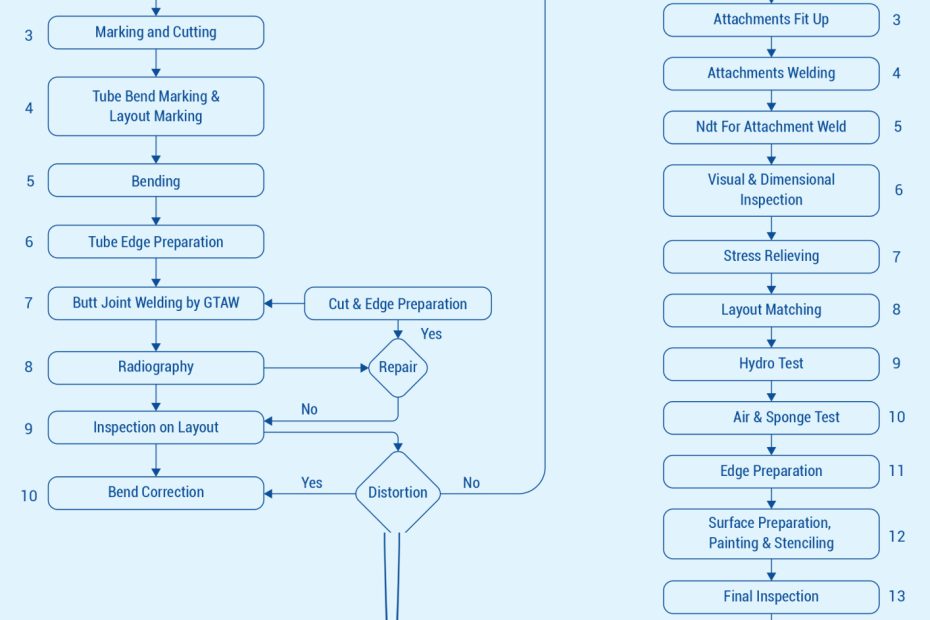 3
Marking and Cutting
4
Tube Bend Marking &
Layout Marking
5
Bending
6
Tube Edge Preparation
7
Butt Joint Welding by GTAW
Cut & Edge Preparation
Yes
8
Radiography
Repair
No
9
Inspection on Layout
10
Bend Correction
Yes
Distortion
No
Attachments Fit Up
3
Attachments Welding
4
Ndt For Attachment Weld
5
Visual & Dimensional
Inspection
6
Stress Relieving
7
Layout Matching
8
Hydro Test
9
Air & Sponge Test
10
Edge Preparation
11
Surface Preparation,
Painting & Stenciling
12
Final Inspection
13